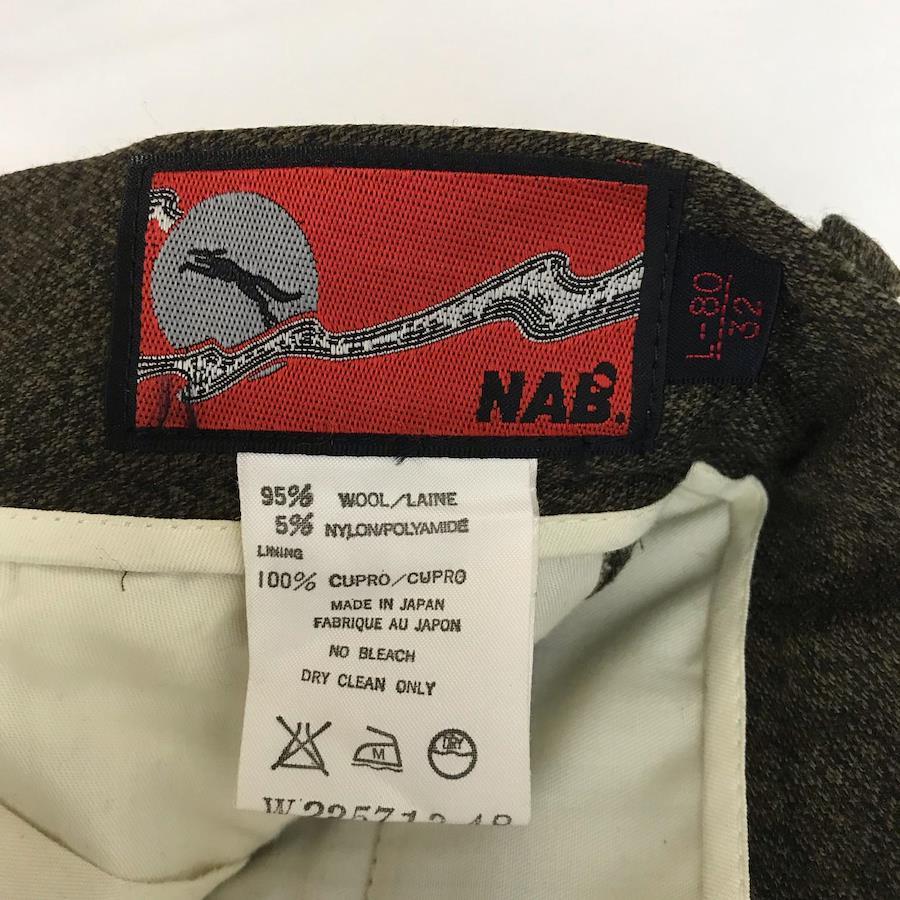 NAB.
L-80
32
95% WOOL/LAINE
5% NYLON/POLYAMIDE
LINING
100% CUPRO/CUPRO
MADE IN JAPAN
FABRIQUE AU JAPON
NO BLEACH
DRY CLEAN ONLY
M
DRY